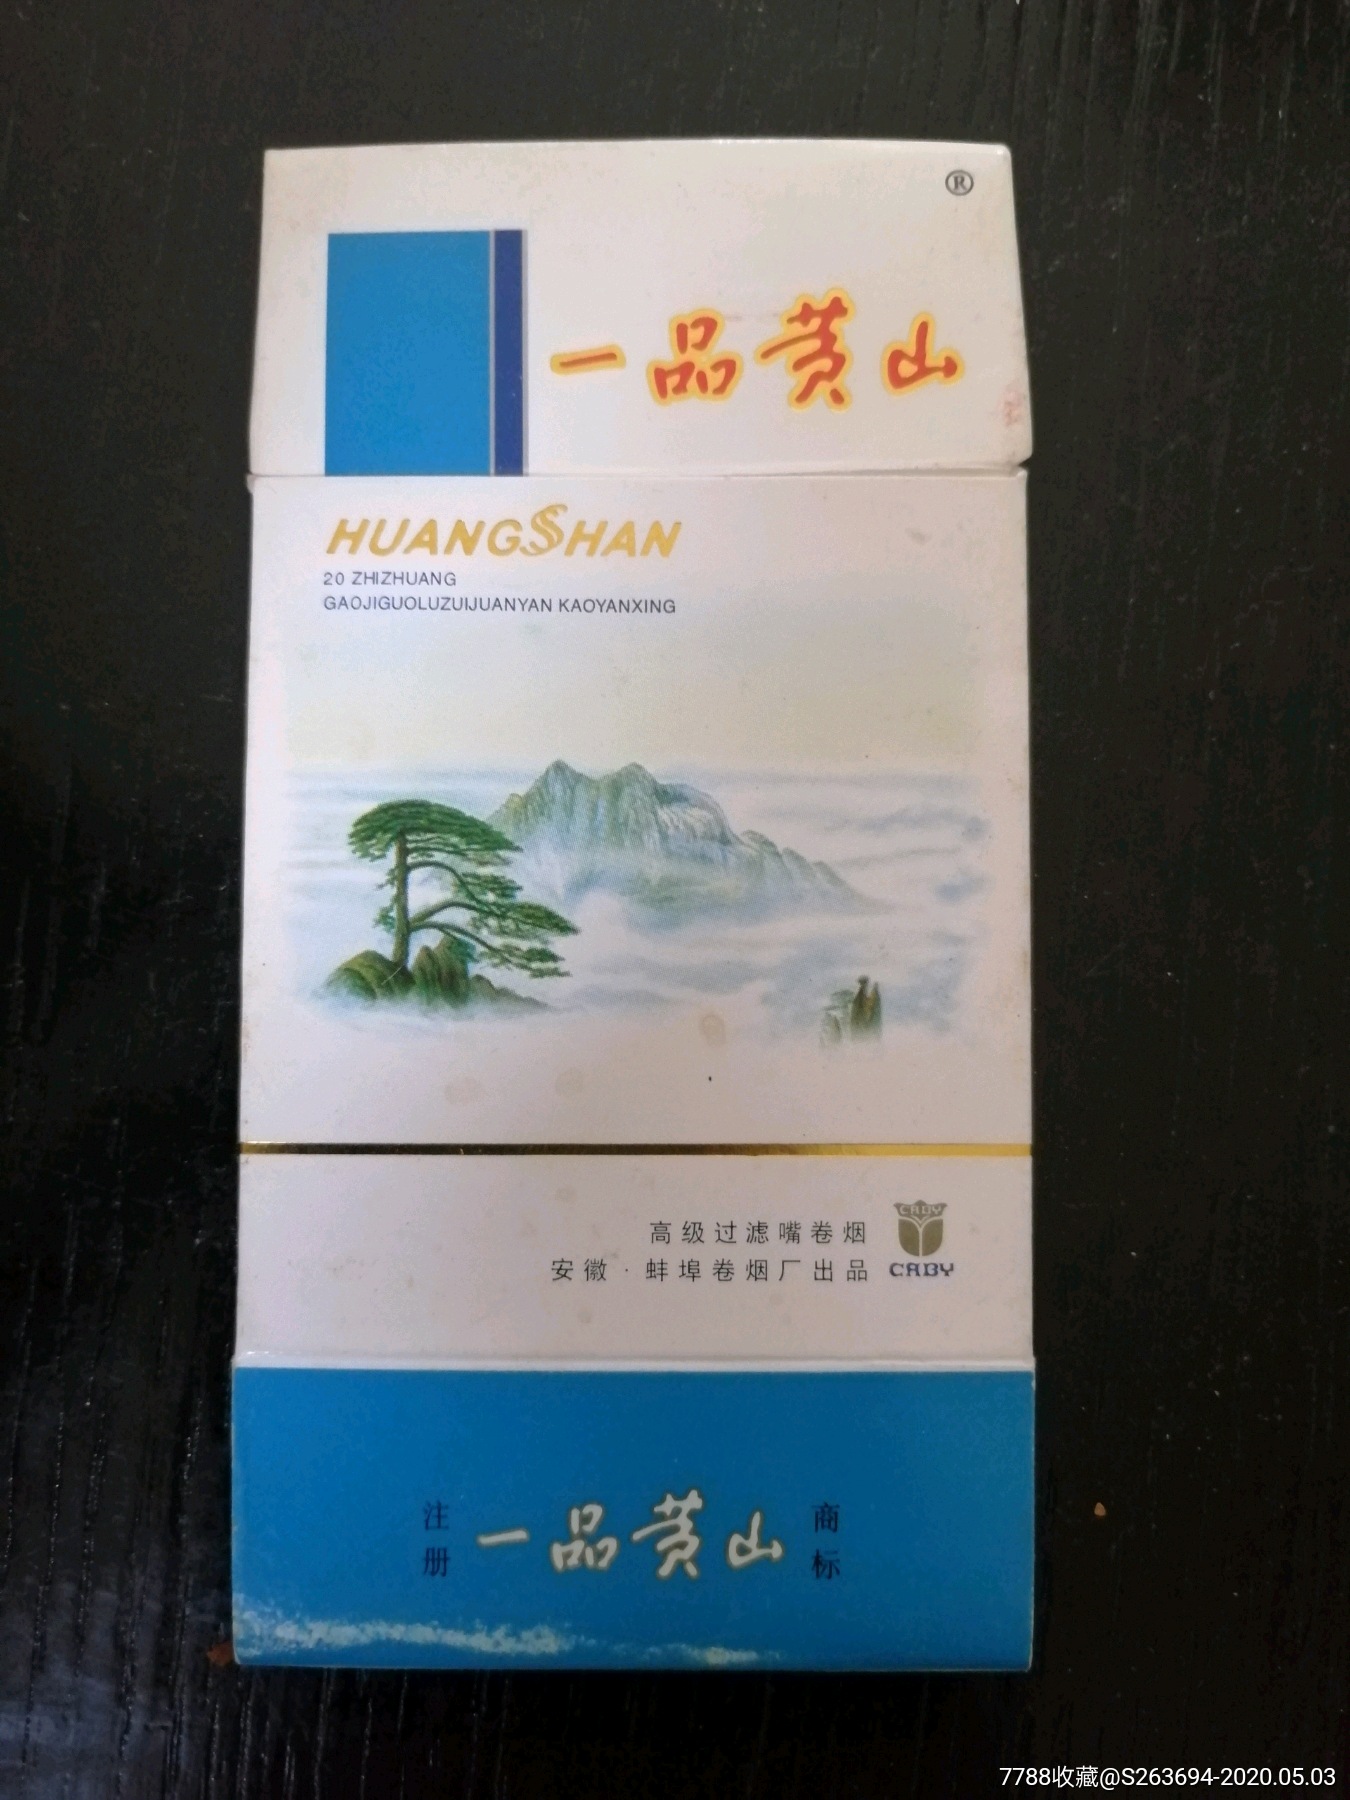 ®
一品黄山
HUANGSHAN
20 ZHIZHUANG
GAOJIGUOLUZUIJUANYAN KAOYANXING
CABY
高级过滤嘴卷烟
安徽·蚌埠卷烟厂出品
CABY
注册
一品黄山
商标
7788收藏@S263694-2020.05.03